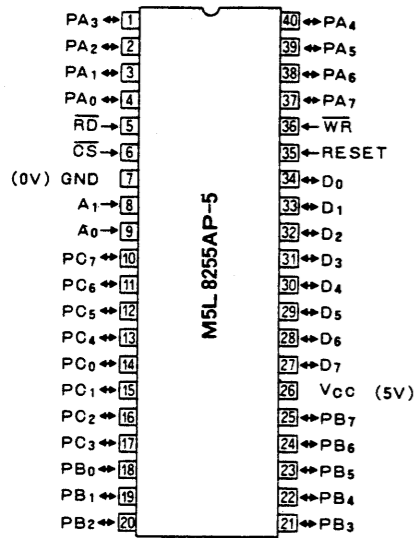 PA3 1
PA2 2
PA1 3
PA0 4
RD 5
CS 6
(0V) GND 7
A1 8
A0 9
PC7 10
PC6 11
PC5 12
PC4 13
PC0 14
PC1 15
PC2 16
PC3 17
PB0 18
PB1 19
PB2 20
M5L 8255AP-5
40 PA4
39 PA5
38 PA6
37 PA7
36 WR
35 RESET
34 D0
33 D1
32 D2
31 D3
30 D4
29 D5
28 D6
27 D7
26 VCC (5V)
25 PB7
24 PB6
23 PB5
22 PB4
21 PB3